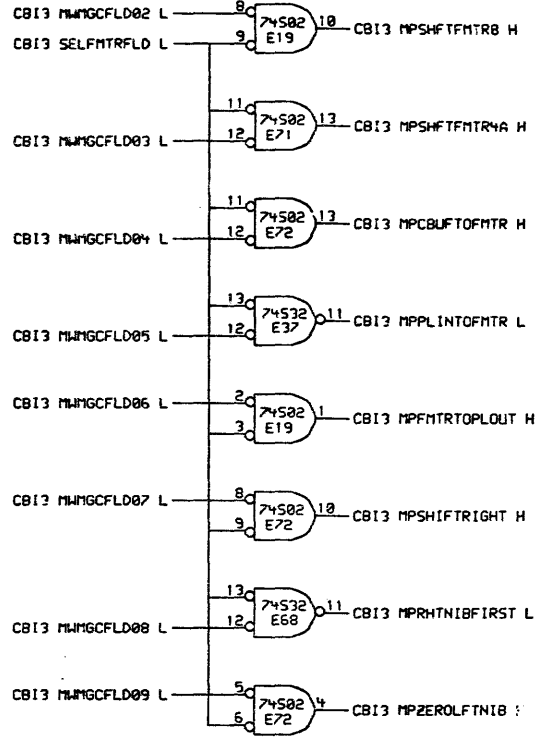 CBI3 MWMGCFLD02 L 8 74S02 10 CBI3 MPSHFTFMTR8 H
CBI3 SELFMTRFLD L 9 E19
11 74S02 13 CBI3 MPSHFTFMTR4A H
CBI3 MWMGCFLD03 L 12 E71
11 74S02 13 CBI3 MPCBUFTOFMTR H
CBI3 MWMGCFLD04 L 12 E72
13 74S32 11 CBI3 MPPLINTOFMTR L
CBI3 MWMGCFLD05 L 12 E37
CBI3 MWMGCFLD06 L 2 74S02 1 CBI3 MPFMTRTOPLOUT H
3 E19
CBI3 MWMGCFLD07 L 8 74S02 10 CBI3 MPSHIFTRIGHT H
9 E72
13 74S32 11 CBI3 MPRHTNIBFIRST L
CBI3 MWMGCFLD08 L 12 E68
CBI3 MWMGCFLD09 L 5 74S02 4 CBI3 MPZEROLFTNIB
6 E72